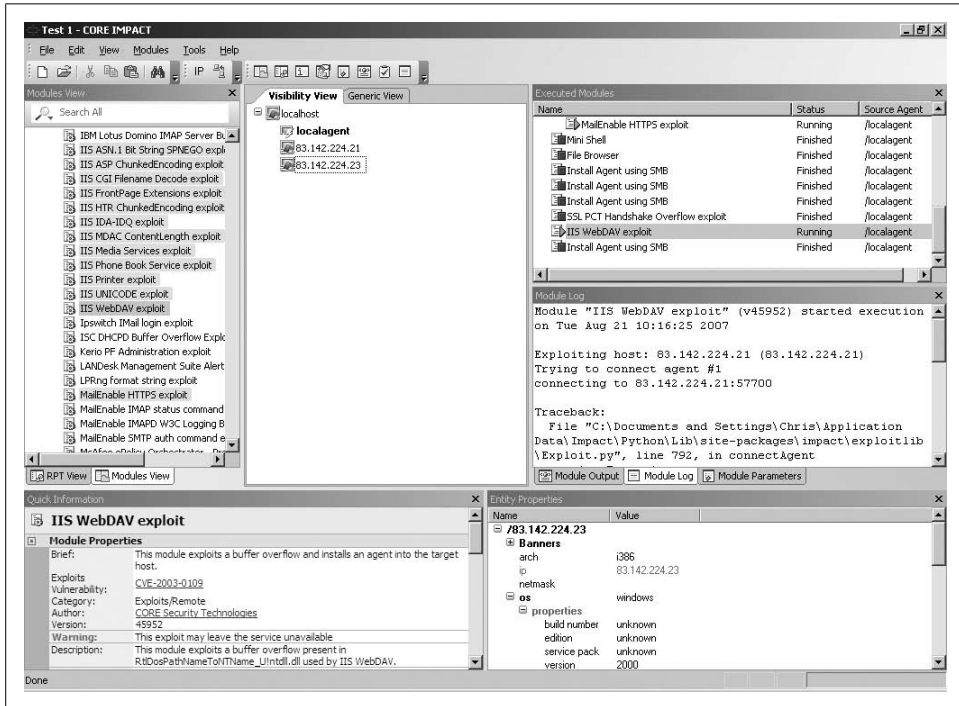 Test 1 - CORE IMPACT
File Edit View Modules Tools Help
IP
Modules View
Search All
IBM Lotus Domino IMAP Server Bu
IIS ASN.1 Bit String SPNEGO expl
IIS ASP ChunkedEncoding exploit
IIS CGI Filename Decode exploit
IIS FrontPage Extensions exploit
IIS HTR ChunkedEncoding exploit
IIS IDA-IDQ exploit
IIS MDAC ContentLength exploit
IIS Media Services exploit
IIS Phone Book Service exploit
IIS Printer exploit
IIS UNICODE exploit
IIS WebDAV exploit
Ipswitch IMail login exploit
ISC DHCPD Buffer Overflow Explo
Kerio PF Administration exploit
LANDesk Management Suite Alert
LPRng format string exploit
MailEnable HTTPS exploit
MailEnable IMAP status command
MailEnable IMAPD W3C Logging B
MailEnable SMTP auth command e
McAfee ePolicy Orchestrator - Pro
RPT View Modules View
Visibility View Generic View
localhost
localagent
83.142.224.21
83.142.224.23
Executed Modules
Name Status Source Agent
MailEnable HTTPS exploit Running /localagent
Mini Shell Finished /localagent
File Browser Finished /localagent
Install Agent using SMB Finished /localagent
Install Agent using SMB Finished /localagent
Install Agent using SMB Finished /localagent
SSL PCT Handshake Overflow exploit Finished /localagent
IIS WebDAV exploit Running /localagent
Install Agent using SMB Finished /localagent
Module Log
Module "IIS WebDAV exploit" (v45952) started execution
on Tue Aug 21 10:16:25 2007
Exploiting host: 83.142.224.21 (83.142.224.21)
Trying to connect agent #1
connecting to 83.142.224.21:57700
Traceback:
File "C:\Documents and Settings\Chris\Application
Data\Impact\Python\Lib\site-packages\impact\exploitlib
\Exploit.py", line 792, in connectAgent
Module Output Module Log Module Parameters
Quick Information
IIS WebDAV exploit
Module Properties
Brief: This module exploits a buffer overflow and installs an agent into the target
host.
Exploits
Vulnerability: CVE-2003-0109
Category: Exploits/Remote
Author: CORE Security Technologies
Version: 45952
Warning: This exploit may leave the service unavailable
Description: This module exploits a buffer overflow present in
RtlDosPathNameToNTName_U!ntdll.dll used by IIS WebDAV.
Entity Properties
Name Value
/83.142.224.23
Banners
arch i386
ip 83.142.224.23
netmask
os windows
properties
build number unknown
edition unknown
service pack unknown
version 2000
Done